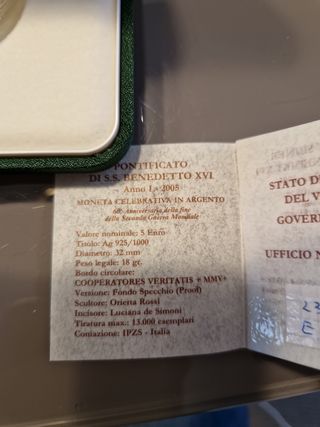 PONTIFICATO
DI S.S. BENEDETTO XVI
Anno I - 2005
MONETA CELEBRATIVA IN ARGENTO
60° Anniversario della fine
della Seconda Guerra Mondiale
Valore nominale: 5 Euro
Titolo: Ag 925/1000
Diametro: 32 mm
Peso legale: 18 gr.
Bordo circolare:
COOPERATORES VERITATIS + MMV+
Versione: Fondo Specchio (Proof)
Scultore: Orietta Rossi
Incisore: Luciana de Simoni
Tiratura max.: 13.000 esemplari
Coniazione: IPZS - Italia
STATO D
DEL V
GOVER
UFFICIO N